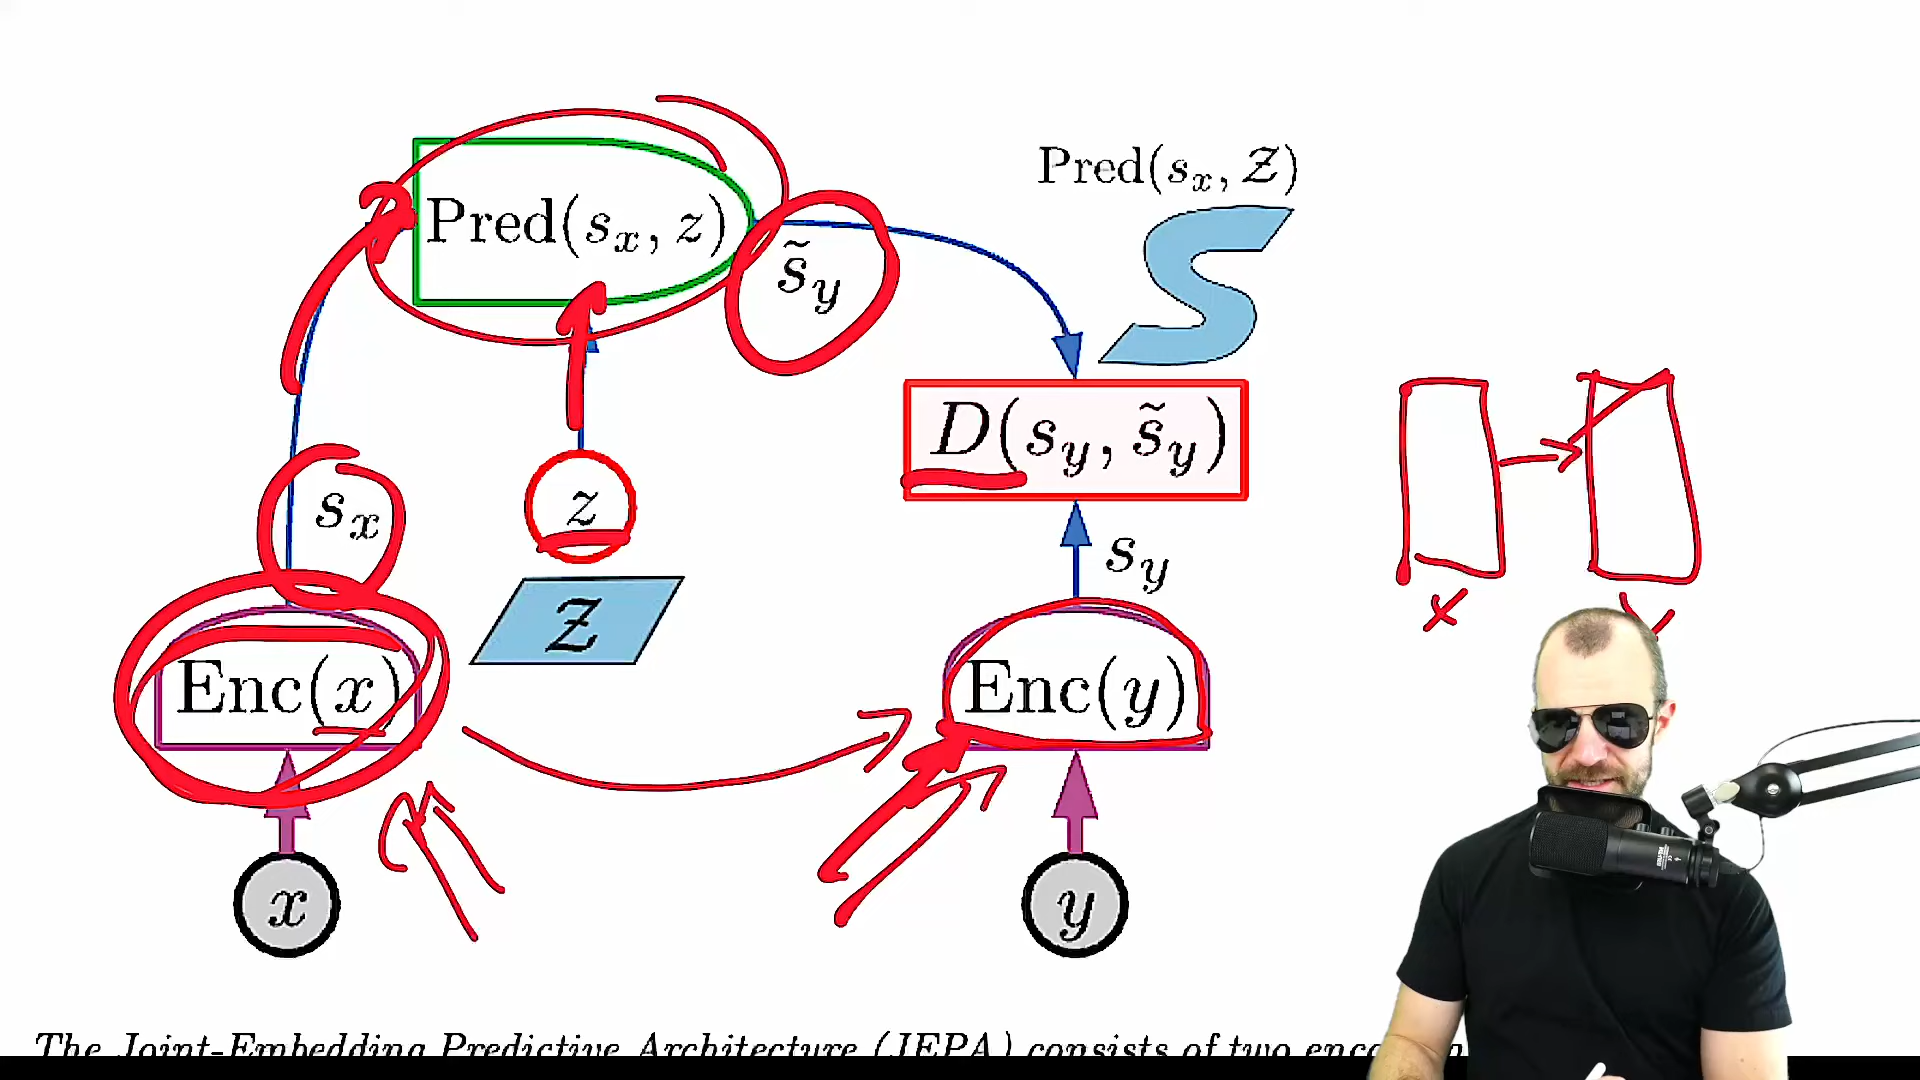 Pred(s_x, Z)
Pred(s_x, z)
s̃_y
D(s_y, s̃_y)
s_x
z
s_y
Z
x
Enc(x)
Enc(y)
x
y
The Joint-Embedding Predictive Architecture (JEPA) consists of two